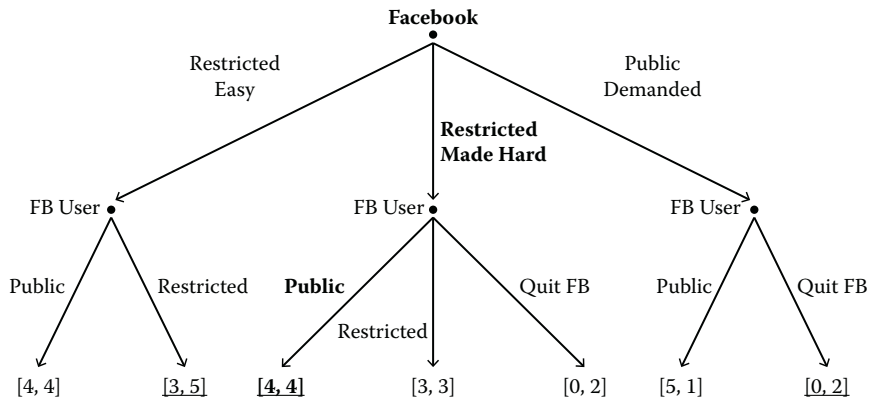 Facebook
Restricted
Easy
Public
Demanded
Restricted
Made Hard
FB User
FB User
FB User
Public
Restricted
Public
Restricted
Quit FB
Public
Quit FB
[4, 4]
[3, 5]
[4, 4]
[3, 3]
[0, 2]
[5, 1]
[0, 2]